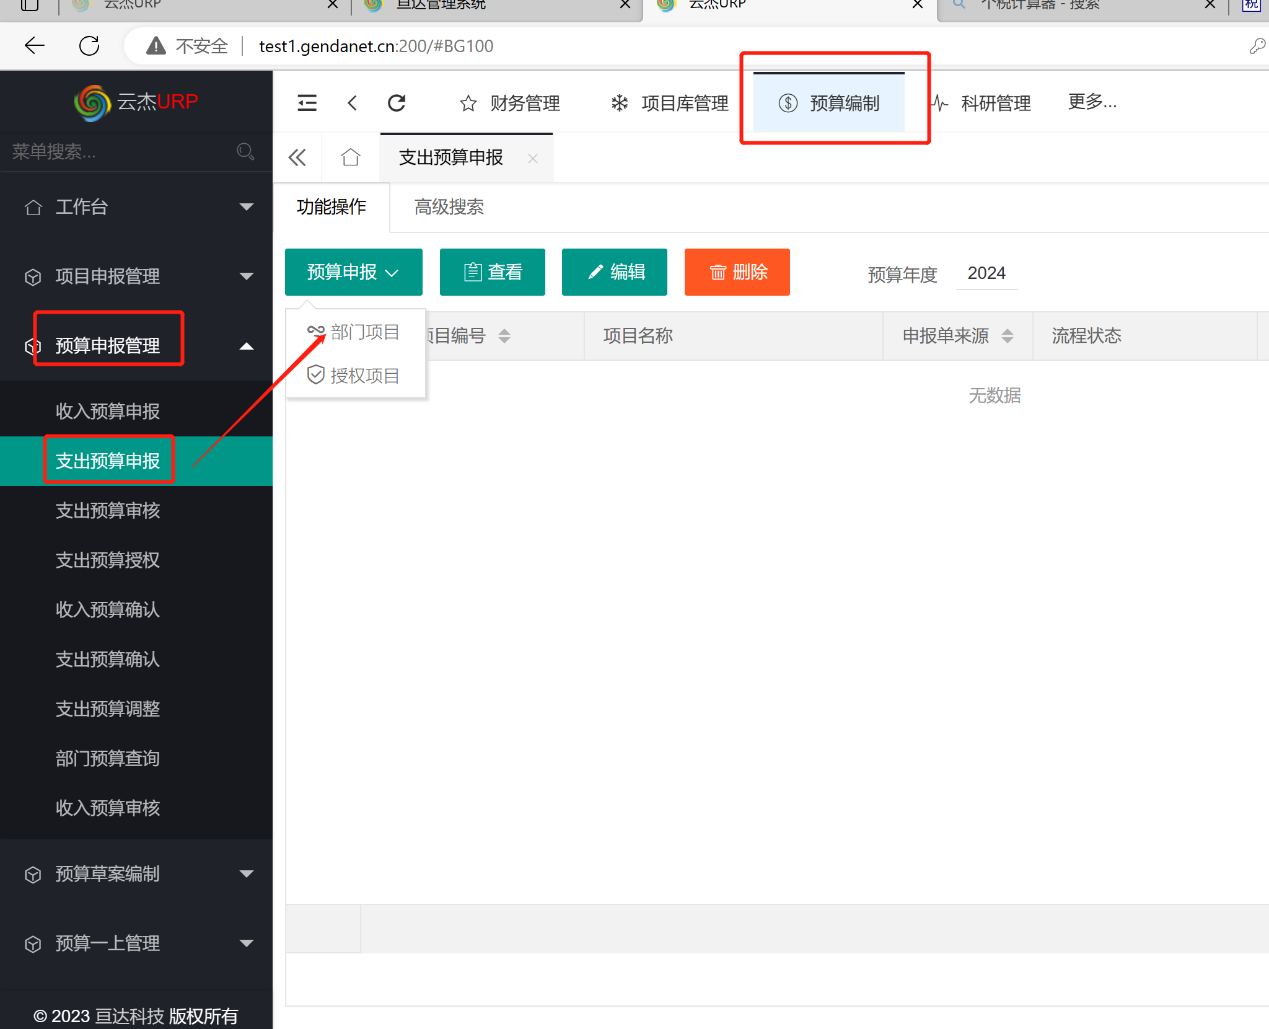 云杰URP
亘达管理系统
云杰URP
个税计算器 - 搜索
税
不安全
test1.gendanet.cn:200/#BG100
云杰URP
财务管理
项目库管理
预算编制
科研管理
更多...
菜单搜索...
支出预算申报
工作台
功能操作
高级搜索
项目申报管理
预算申报
查看
编辑
删除
预算年度
2024
预算申报管理
部门项目
授权项目
项目编号
项目名称
申报单来源
流程状态
无数据
收入预算申报
支出预算申报
支出预算审核
支出预算授权
收入预算确认
支出预算确认
支出预算调整
部门预算查询
收入预算审核
预算草案编制
预算一上管理
© 2023 亘达科技 版权所有